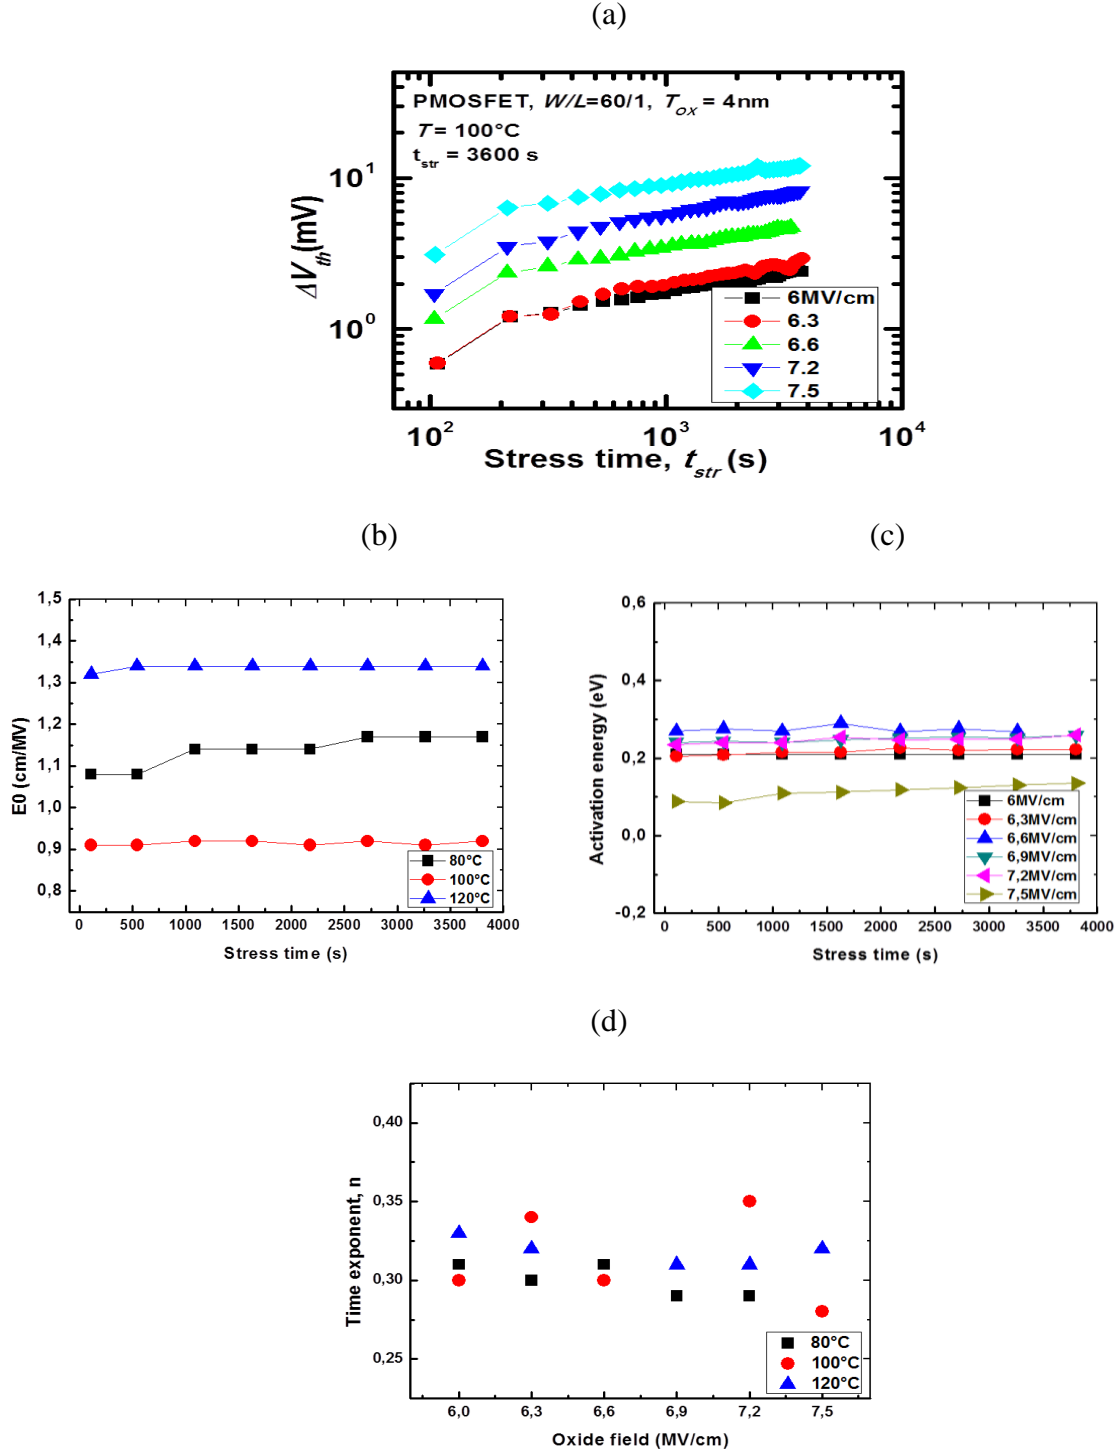 (a)
PMOSFET, W/L=60/1, Tox = 4nm
T= 100°C
tstr = 3600 s
10¹
10⁰
ΔVth(mV)
6MV/cm
6.3
6.6
7.2
7.5
10² 10³ 10⁴
Stress time, tstr (s)
(b)
1,5
1,4
1,3
1,2
1,1
1,0
0,9
0,8
E0 (cm/MV)
80°C
100°C
120°C
0 500 1000 1500 2000 2500 3000 3500 4000
Stress time (s)
(c)
0,6
0,4
0,2
0,0
-0,2
Activation energy (eV)
6MV/cm
6,3MV/cm
6,6MV/cm
6,9MV/cm
7,2MV/cm
7,5MV/cm
0 500 1000 1500 2000 2500 3000 3500 4000
Stress time (s)
(d)
0,40
0,35
0,30
0,25
Time exponent, n
80°C
100°C
120°C
6,0 6,3 6,6 6,9 7,2 7,5
Oxide field (MV/cm)